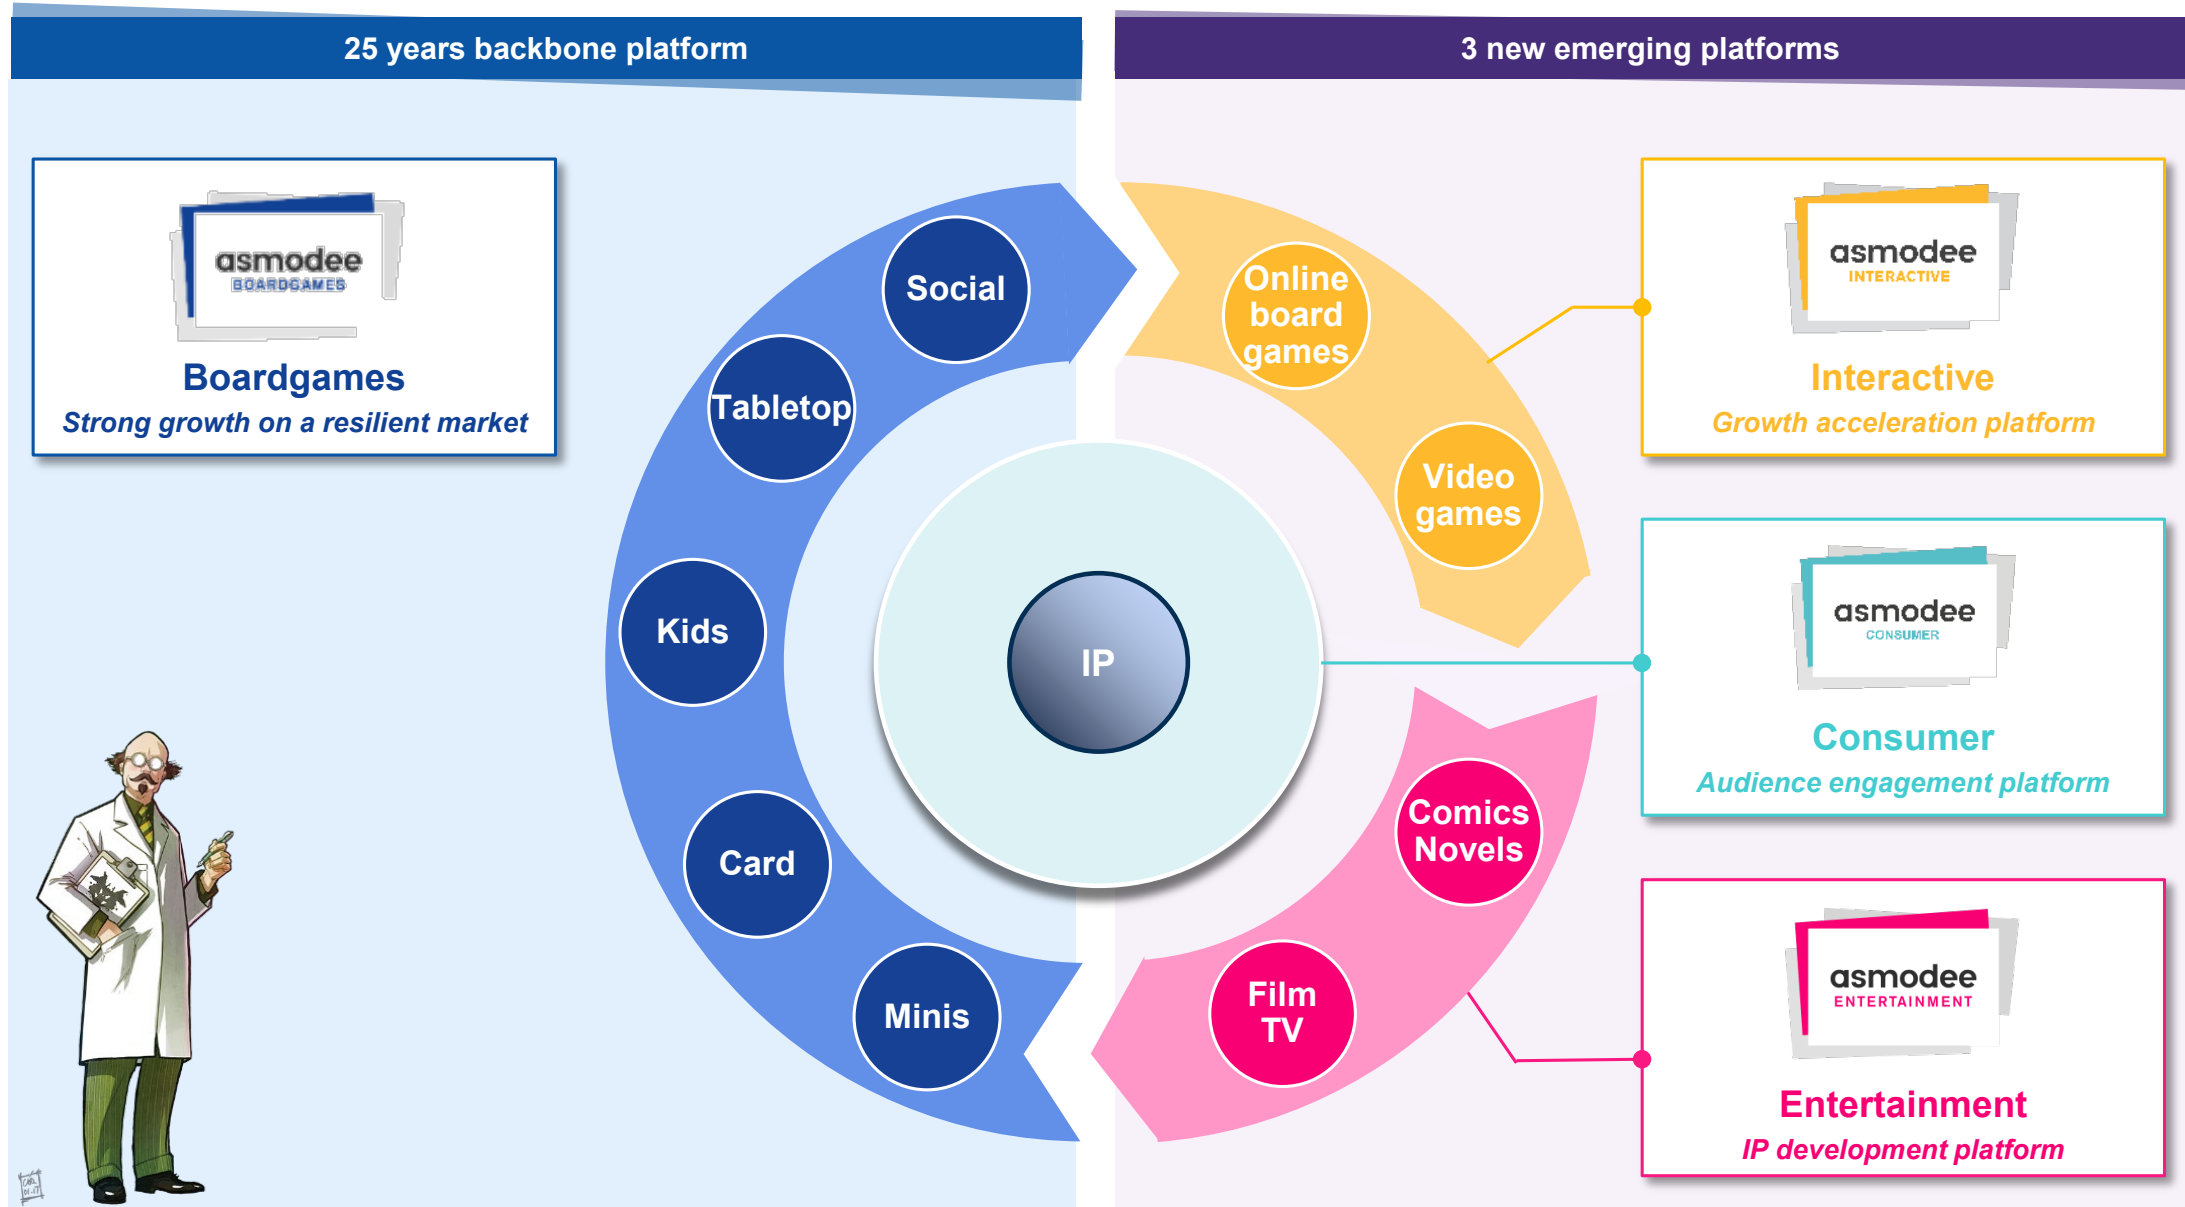 25 years backbone platform
3 new emerging platforms
asmodee
BOARDGAMES
Boardgames
Strong growth on a resilient market
Social
Tabletop
Kids
Card
Minis
IP
Online
board
games
Video
games
Comics
Novels
Film
TV
asmodee
INTERACTIVE
Interactive
Growth acceleration platform
asmodee
CONSUMER
Consumer
Audience engagement platform
asmodee
ENTERTAINMENT
Entertainment
IP development platform